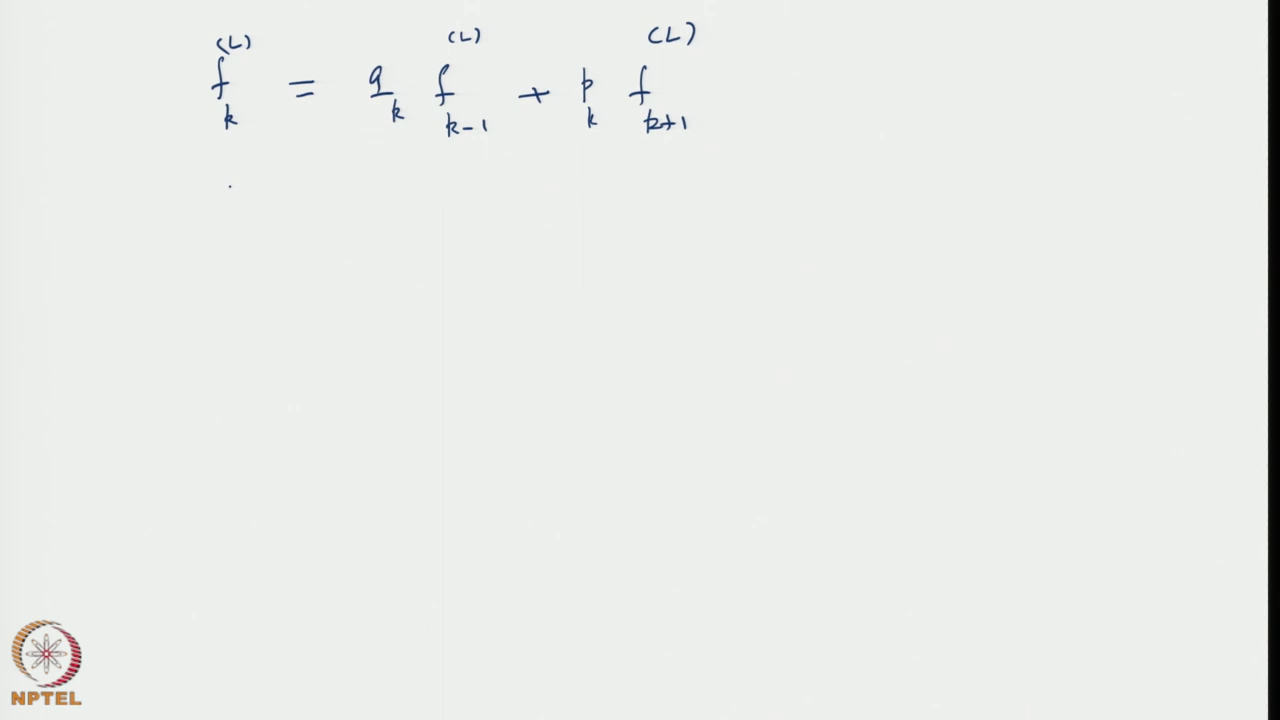 f_k^{(L)} = q_k f_{k-1}^{(L)} + p_k f_{k+1}^{(L)}
NPTEL